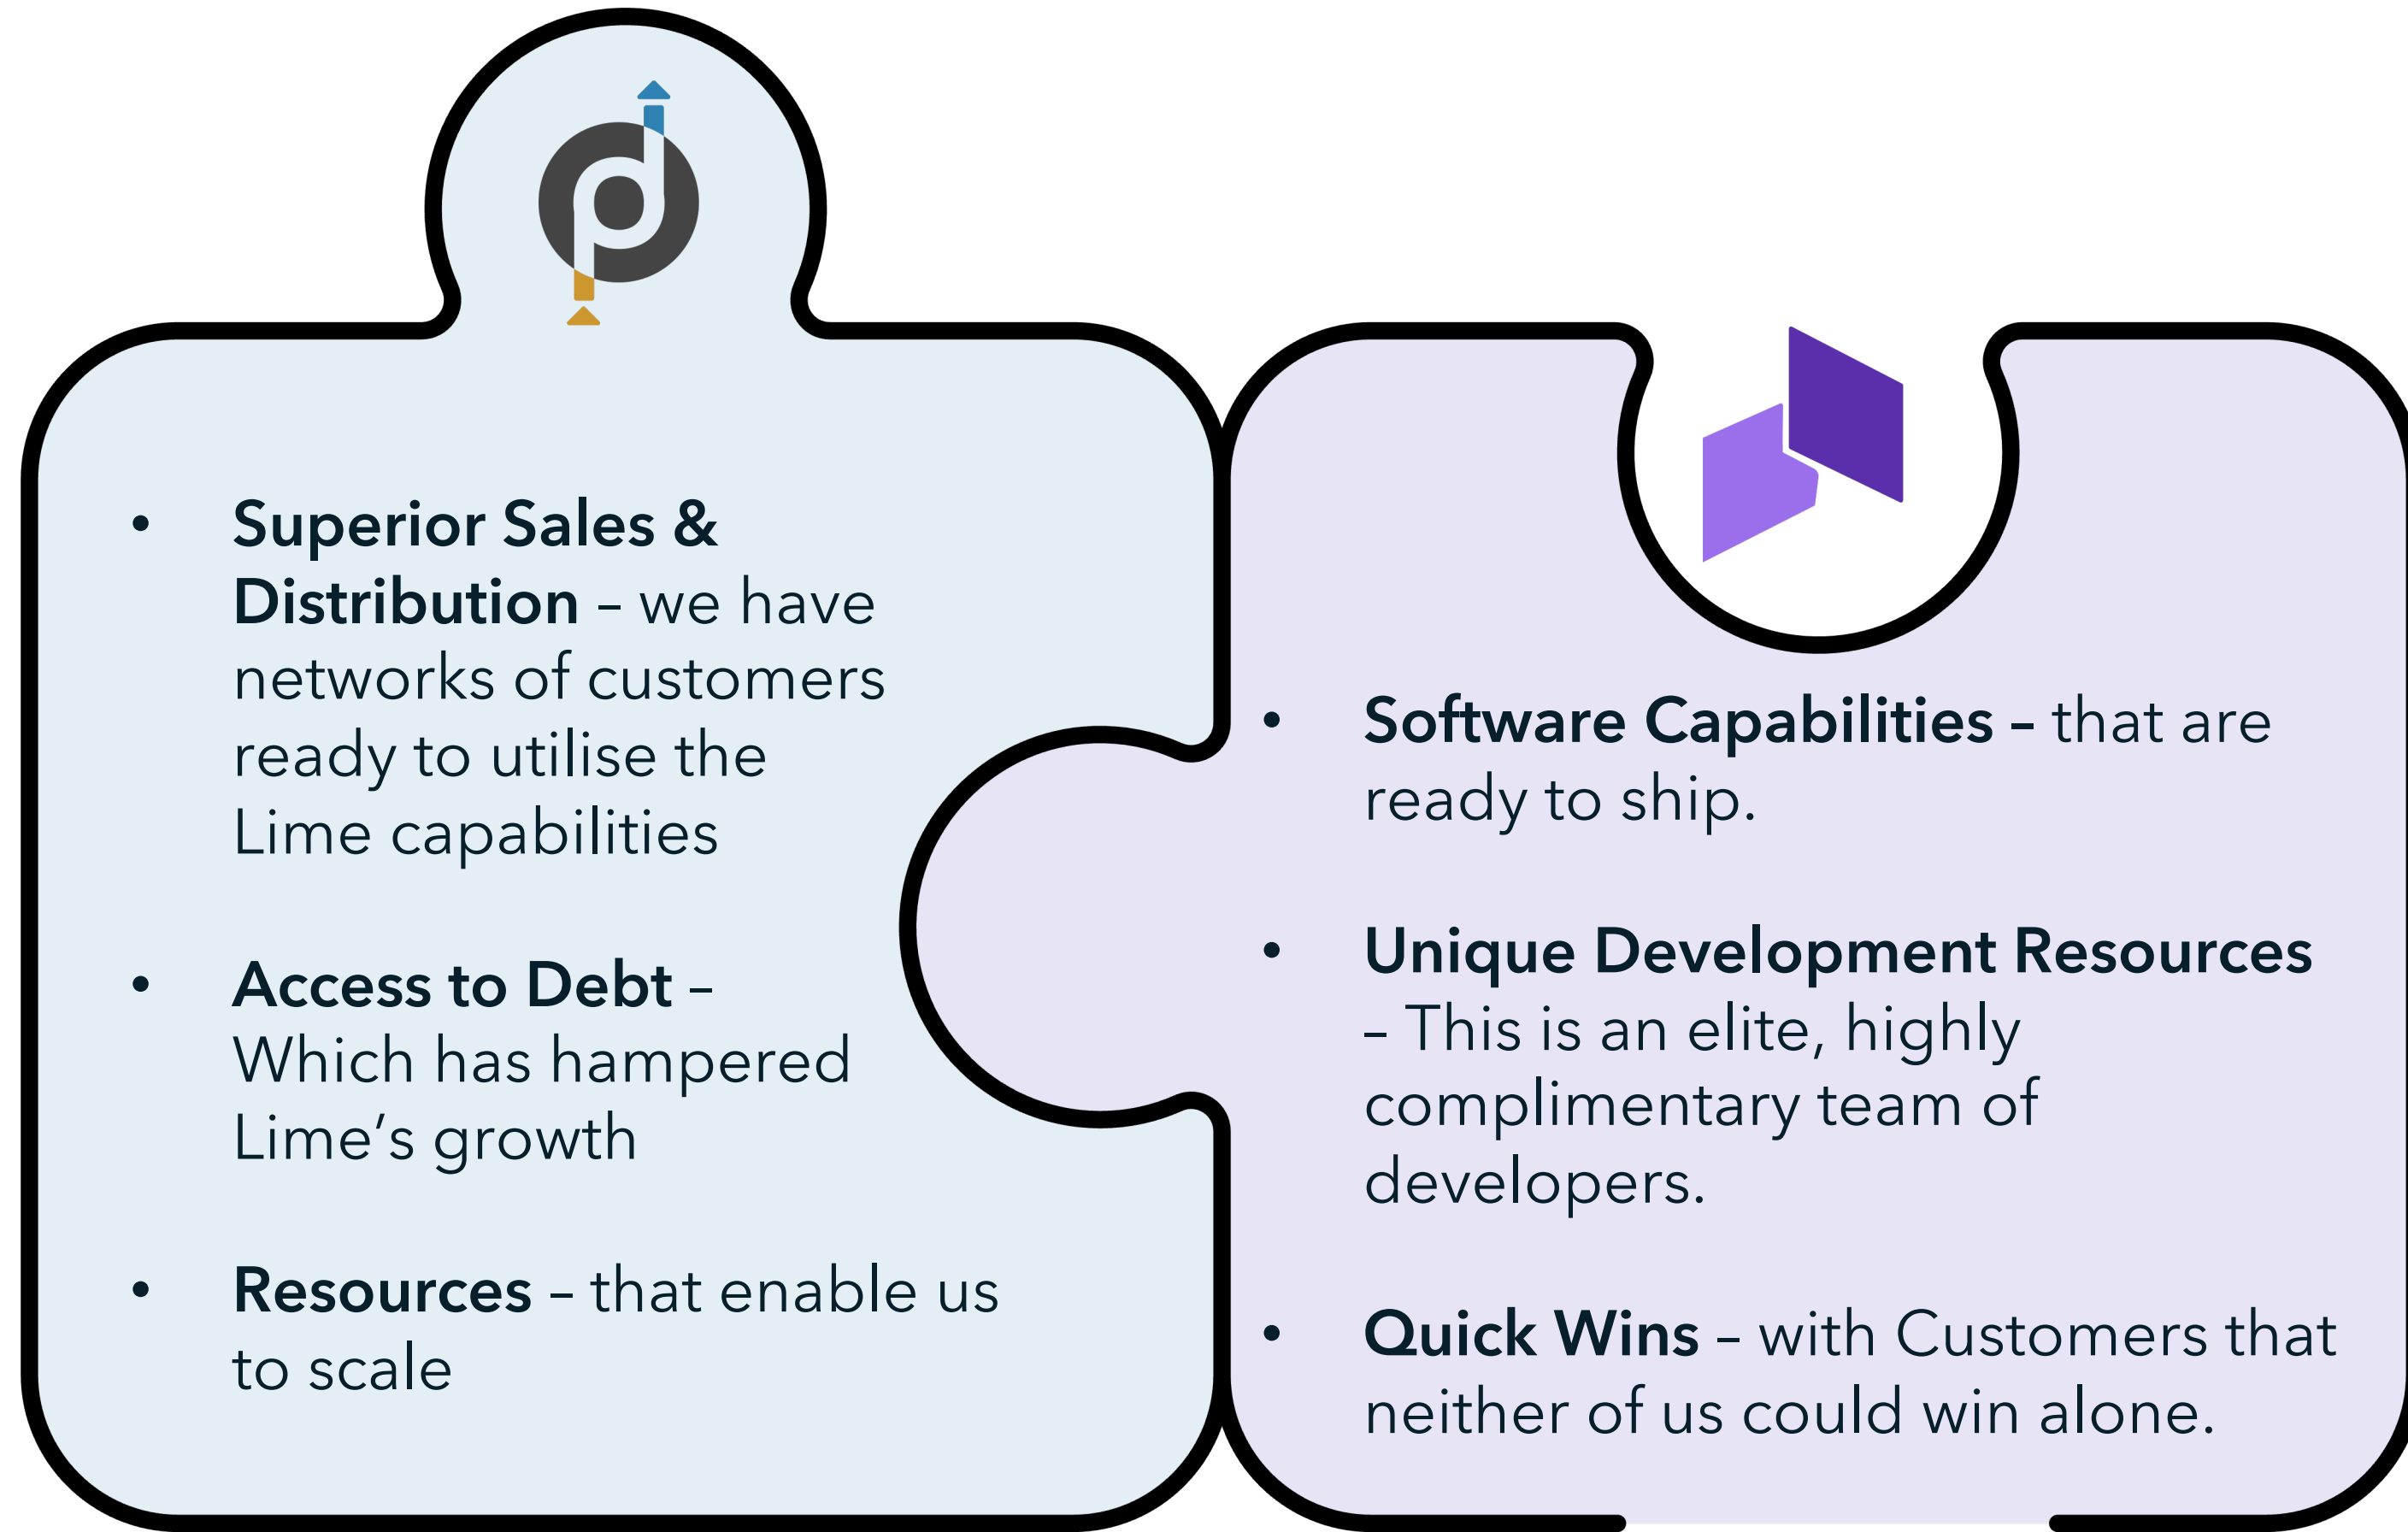 • Superior Sales &
Distribution – we have
networks of customers
ready to utilise the
Lime capabilities
• Access to Debt –
Which has hampered
Lime’s growth
• Resources – that enable us
to scale
• Software Capabilities – that are
ready to ship.
• Unique Development Resources
– This is an elite, highly
complimentary team of
developers.
• Quick Wins – with Customers that
neither of us could win alone.